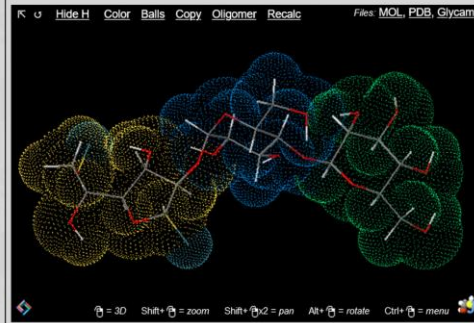 Hide H Color Balls Copy Oligomer Recalc Files: MOL, PDB, Glycam
= 3D Shift+ = zoom Shift+ x2 = pan Alt+ = rotate Ctrl+ = menu